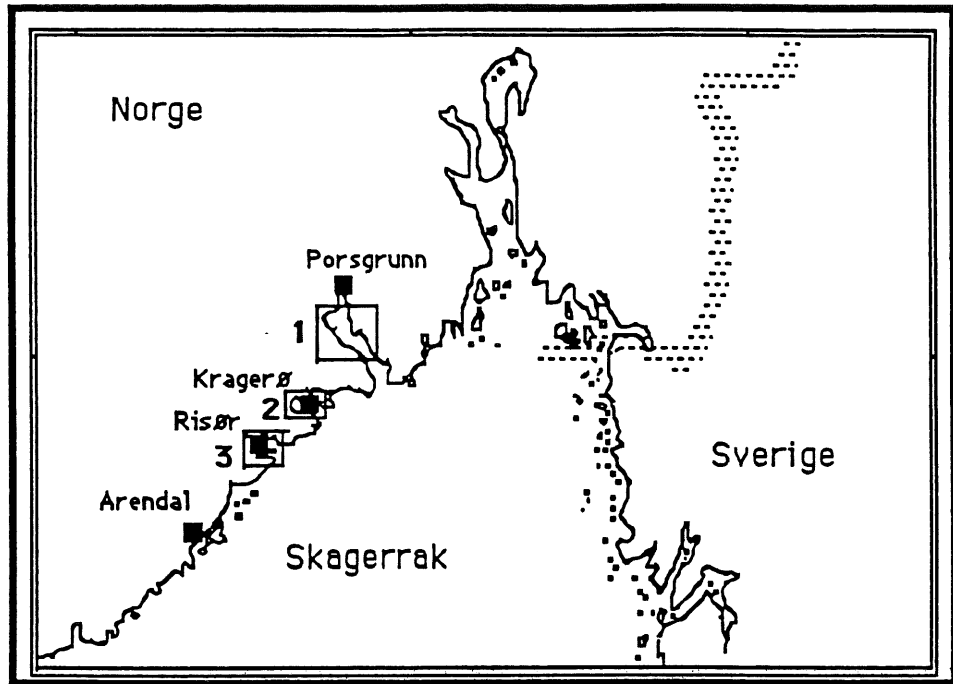 Norge
Porsgrunn
1
Kragerø
2
Risør
3
Sverige
Arendal
Skagerrak